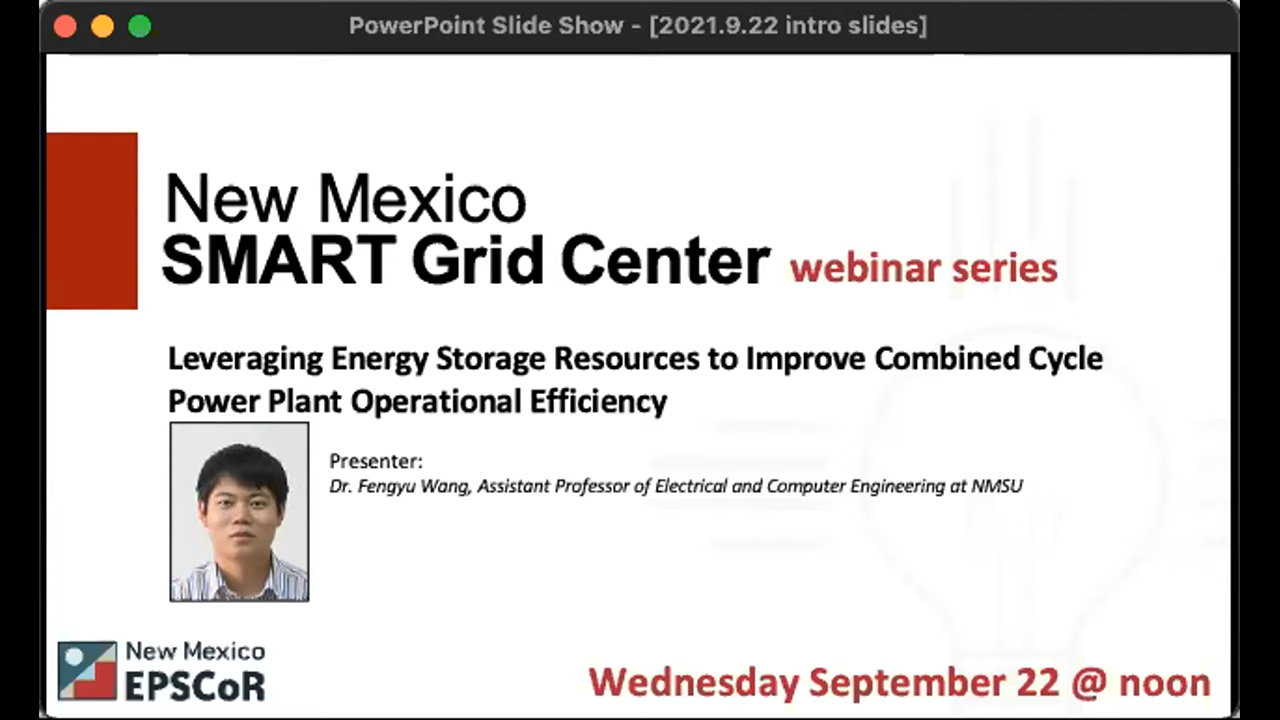 PowerPoint Slide Show - [2021.9.22 intro slides]
New Mexico
SMART Grid Center webinar series
Leveraging Energy Storage Resources to Improve Combined Cycle
Power Plant Operational Efficiency
Presenter:
Dr. Fengyu Wang, Assistant Professor of Electrical and Computer Engineering at NMSU
New Mexico
EPSCoR
Wednesday September 22 @ noon